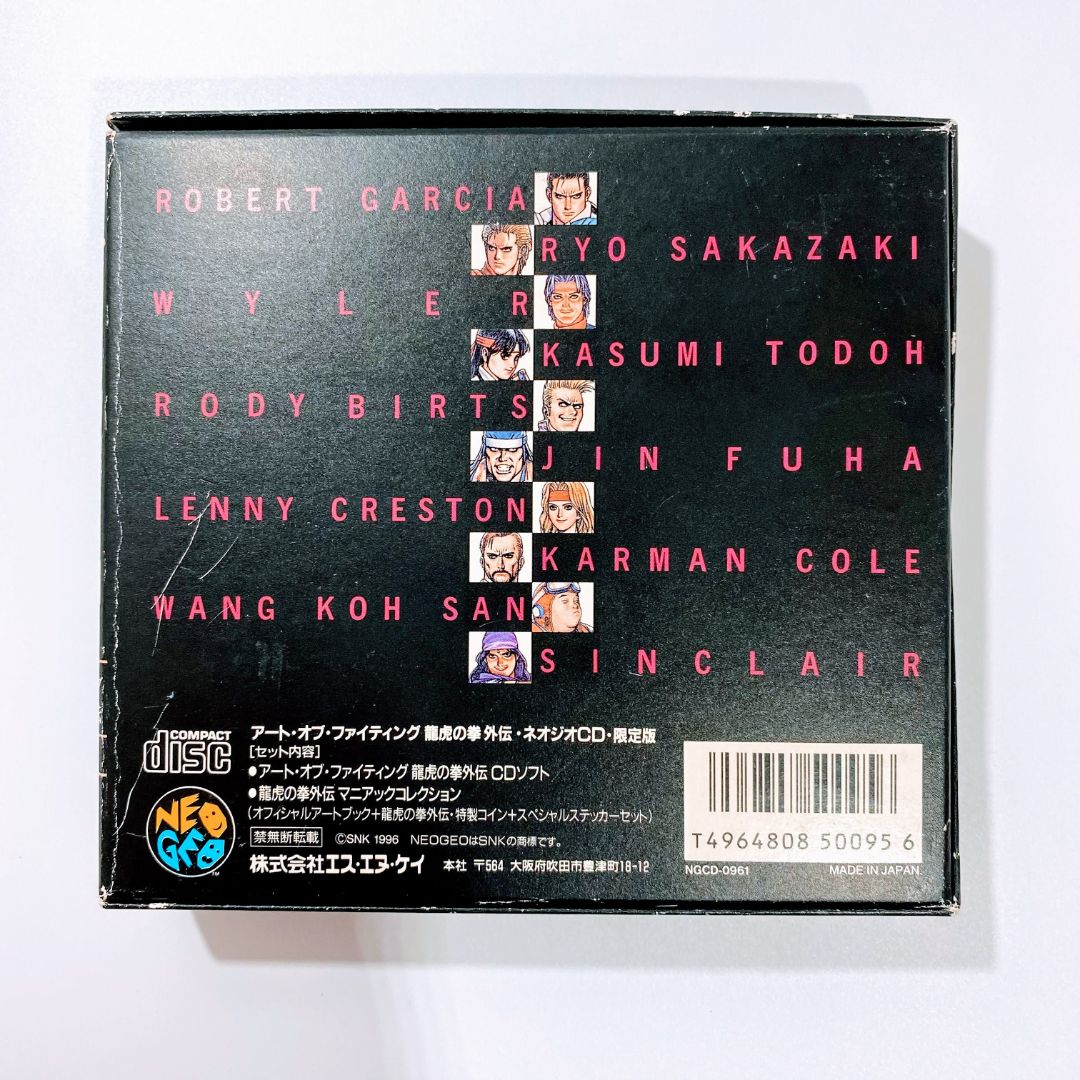 ROBERT GARCIA
RYO SAKAZAKI
WYLER
KASUMI TODOH
RODY BIRTS
JIN FUHA
LENNY CRESTON
KARMAN COLE
WANG KOH SAN
SINCLAIR
COMPACT
disc
NEO
GEO
TM
アート・オブ・ファイティング 龍虎の拳 外伝・ネオジオCD・限定版
[セット内容]
●アート・オブ・ファイティング 龍虎の拳外伝 CDソフト
●龍虎の拳外伝 マニアックコレクション
(オフィシャルアートブック+龍虎の拳外伝・特製コイン+スペシャルステッカーセット)
禁無断転載 ©SNK 1996 NEOGEOはSNKの商標です。
株式会社エス・エヌ・ケイ 本社 〒564 大阪府吹田市豊津町18-12
T4964808 50095 6
NGCD-0961 MADE IN JAPAN.